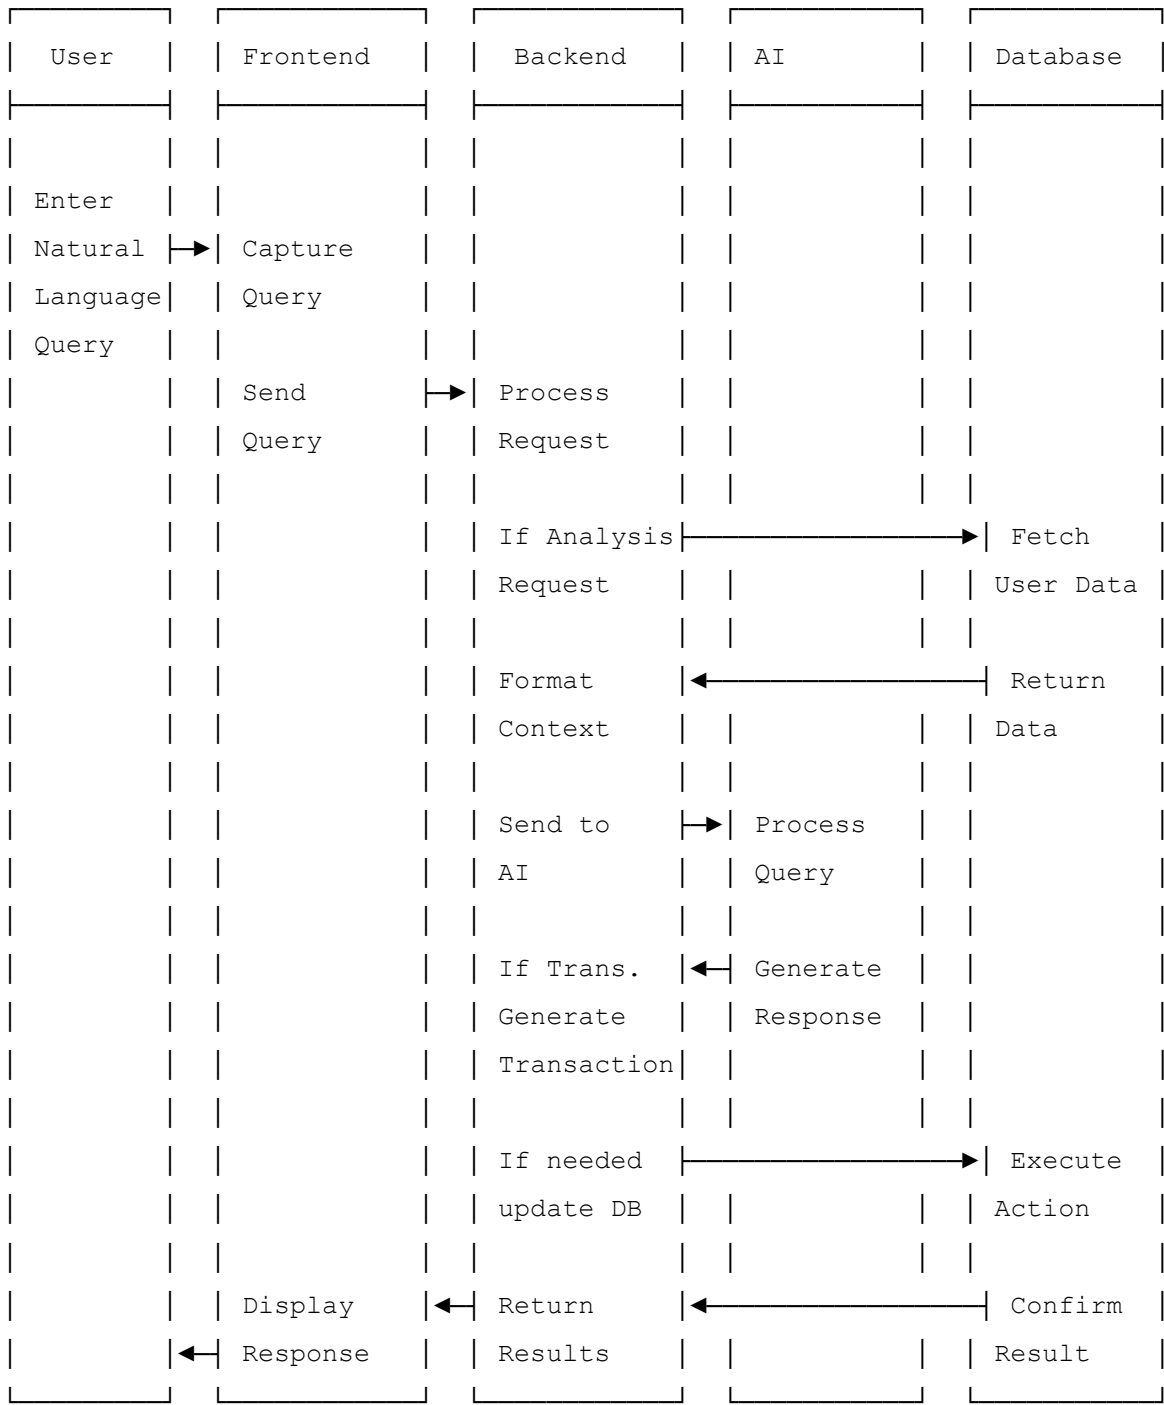 User Frontend Backend AI Database
Enter
Natural Capture
Language Query
Query
Send Process
Query Request
If Analysis Fetch
Request User Data
Format Return
Context Data
Send to Process
AI Query
If Trans. Generate
Generate Response
Transaction
If needed Execute
update DB Action
Display Return Confirm
Response Results Result